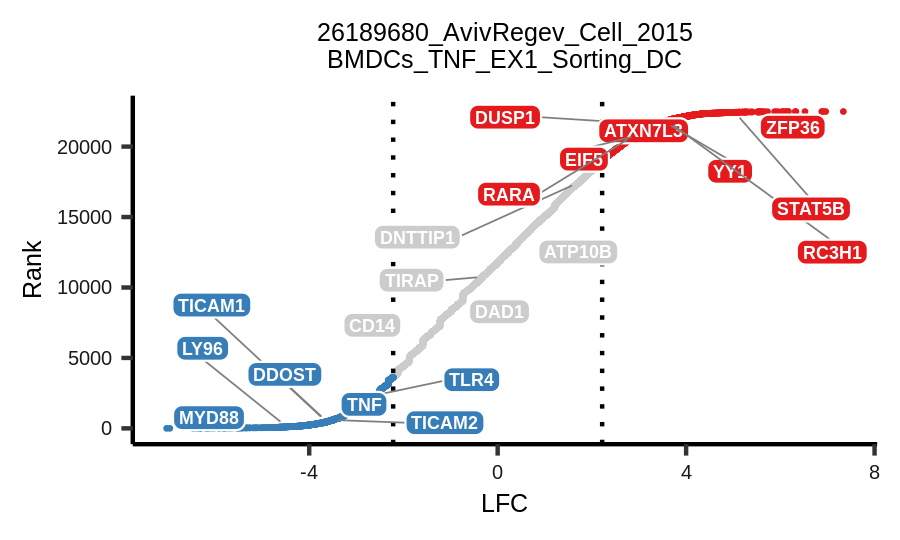 26189680_AvivRegev_Cell_2015
BMDCs_TNF_EX1_Sorting_DC
Rank
20000
15000
10000
5000
0
DUSP1
ATXN7L3
ZFP36
EIF5
YY1
RARA
STAT5B
DNTTIP1
ATP10B
RC3H1
TIRAP
TICAM1
DAD1
CD14
LY96
DDOST
TLR4
TNF
MYD88
TICAM2
-4
0
4
8
LFC